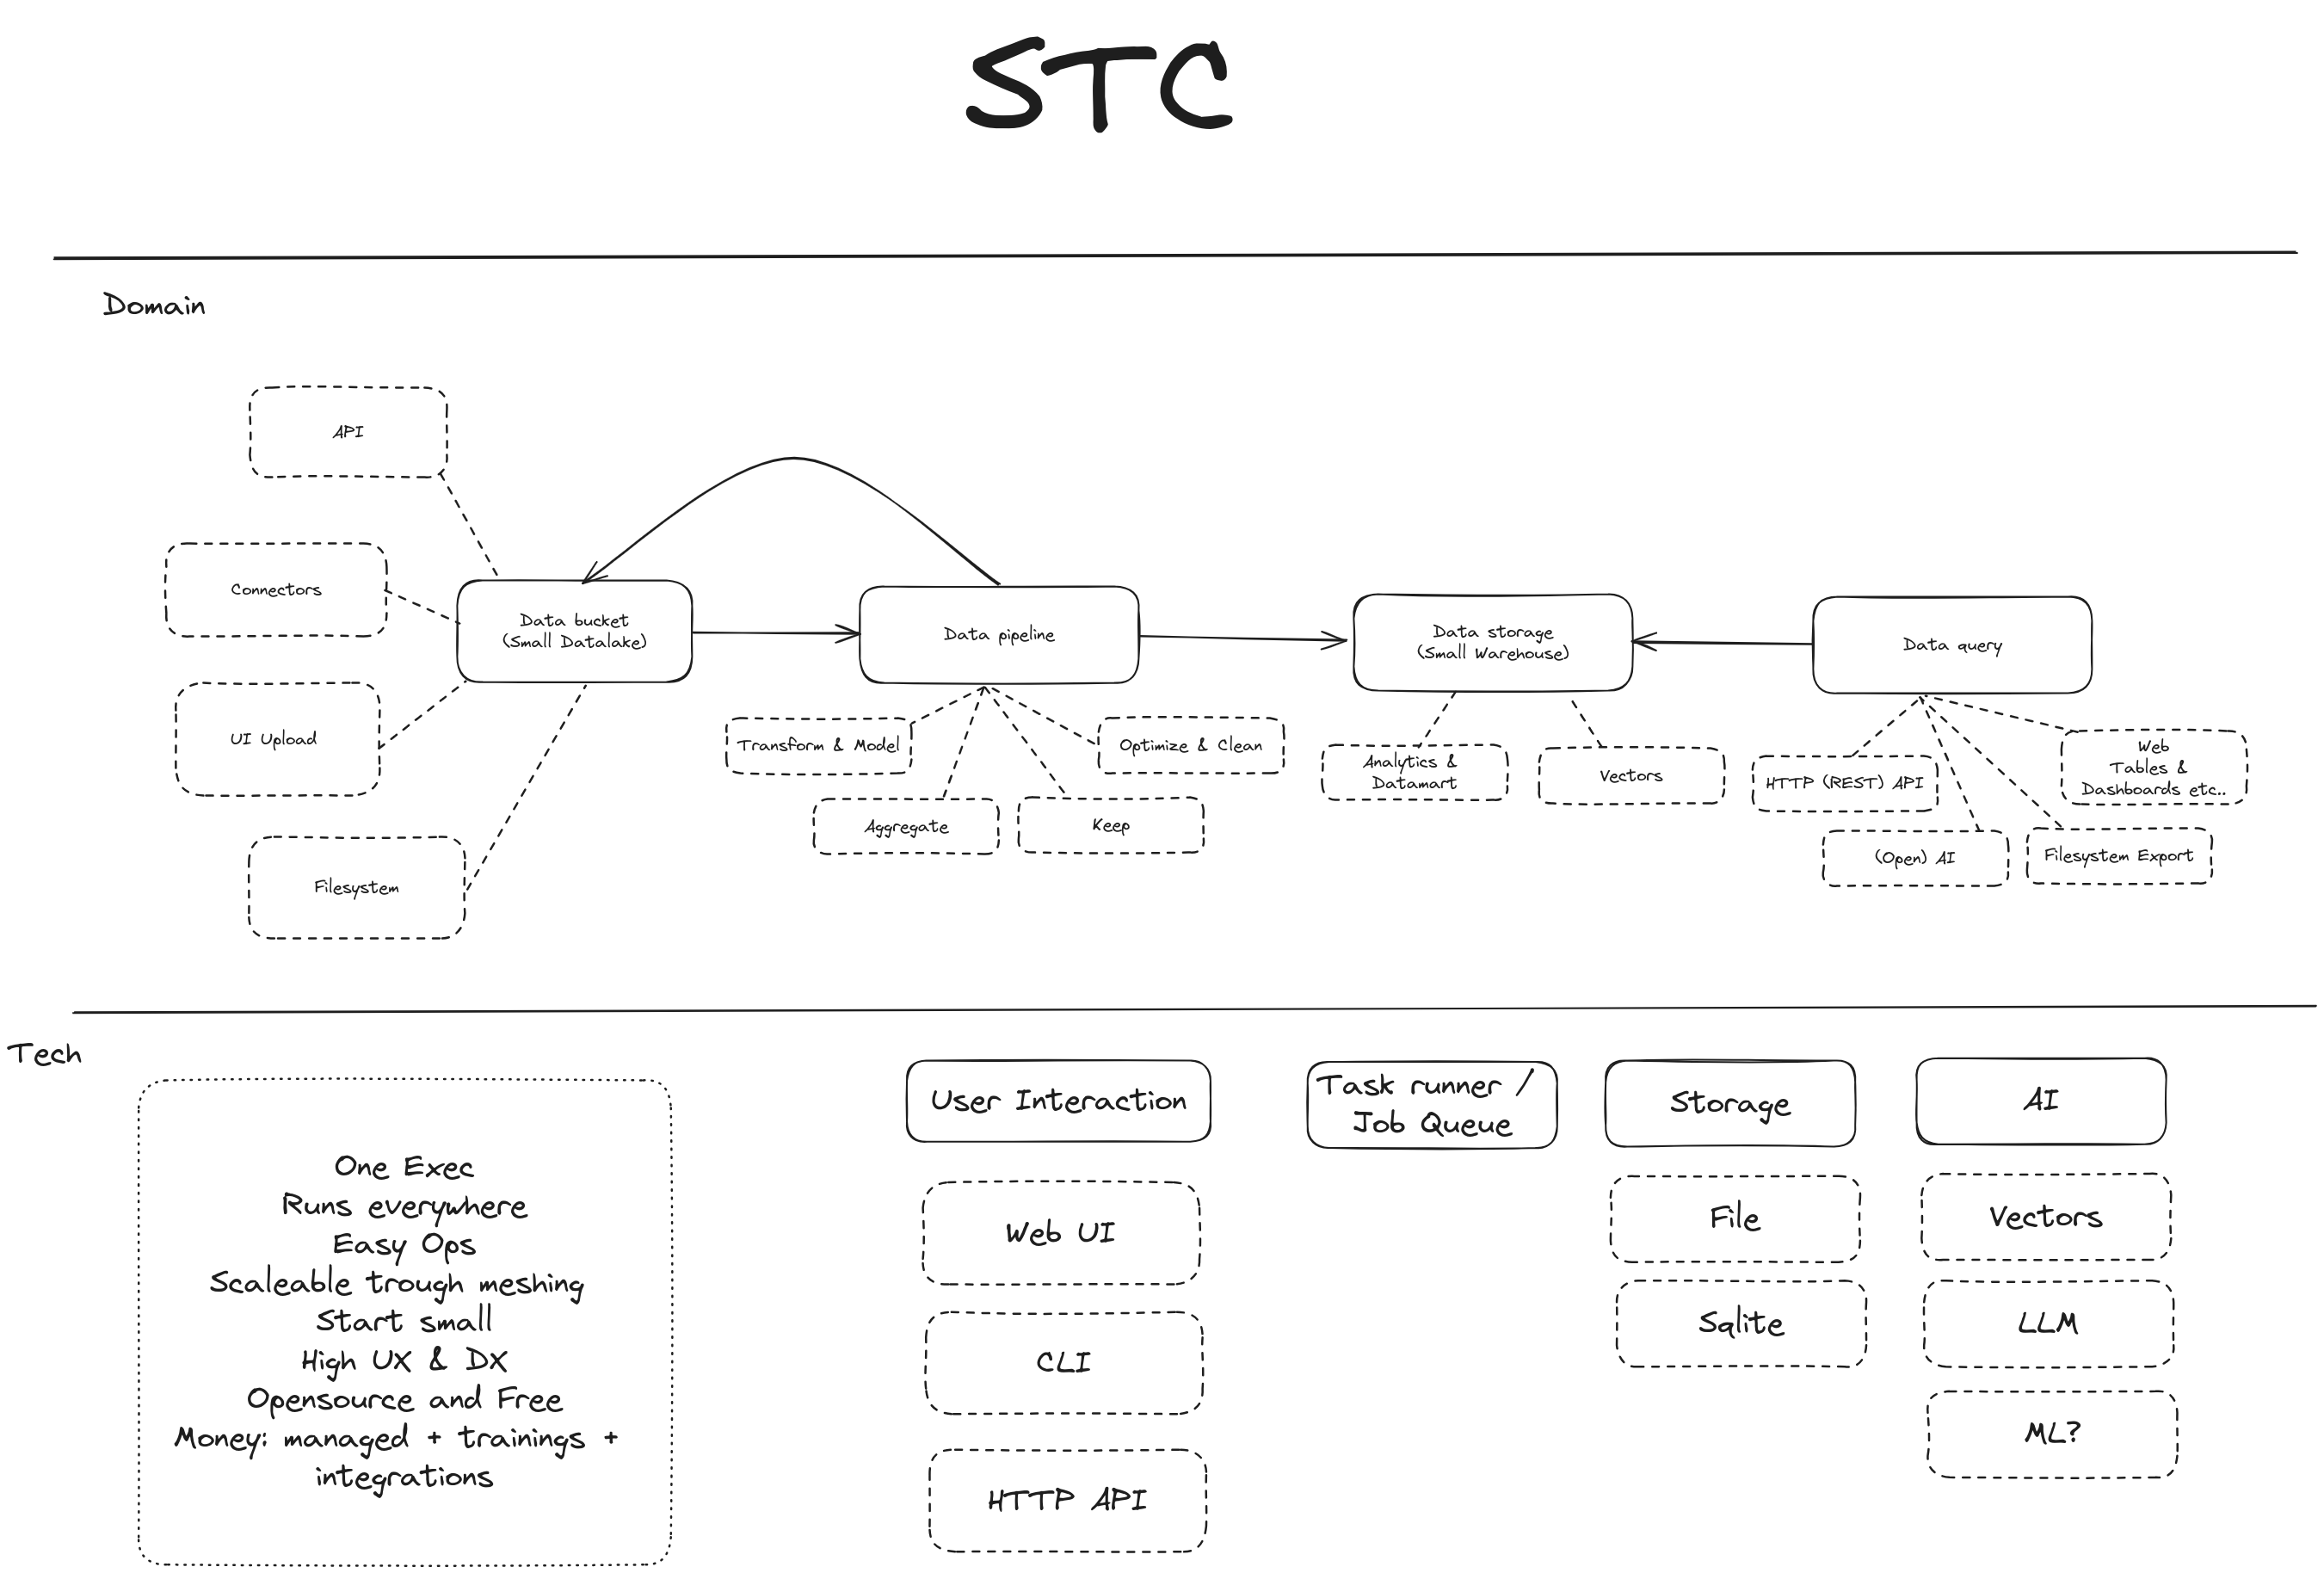 STC
Domain
API
Connectors
UI Upload
Filesystem
Data bucket
(Small Datalake)
Data pipeline
Transform & Model
Optimize & Clean
Aggregate
Keep
Data storage
(Small Warehouse)
Analytics &
Datamart
Vectors
Data query
HTTP (REST) API
Web
Tables &
Dashboards etc..
(Open) AI
Filesystem Export
Tech
One Exec
Runs everywhere
Easy Ops
Scaleable trough meshing
Start small
High UX & DX
Opensource and Free
Money: managed + trainings +
integrations
User Interaction
Web UI
CLI
HTTP API
Task runner /
Job Queue
Storage
File
Sqlite
AI
Vectors
LLM
ML?